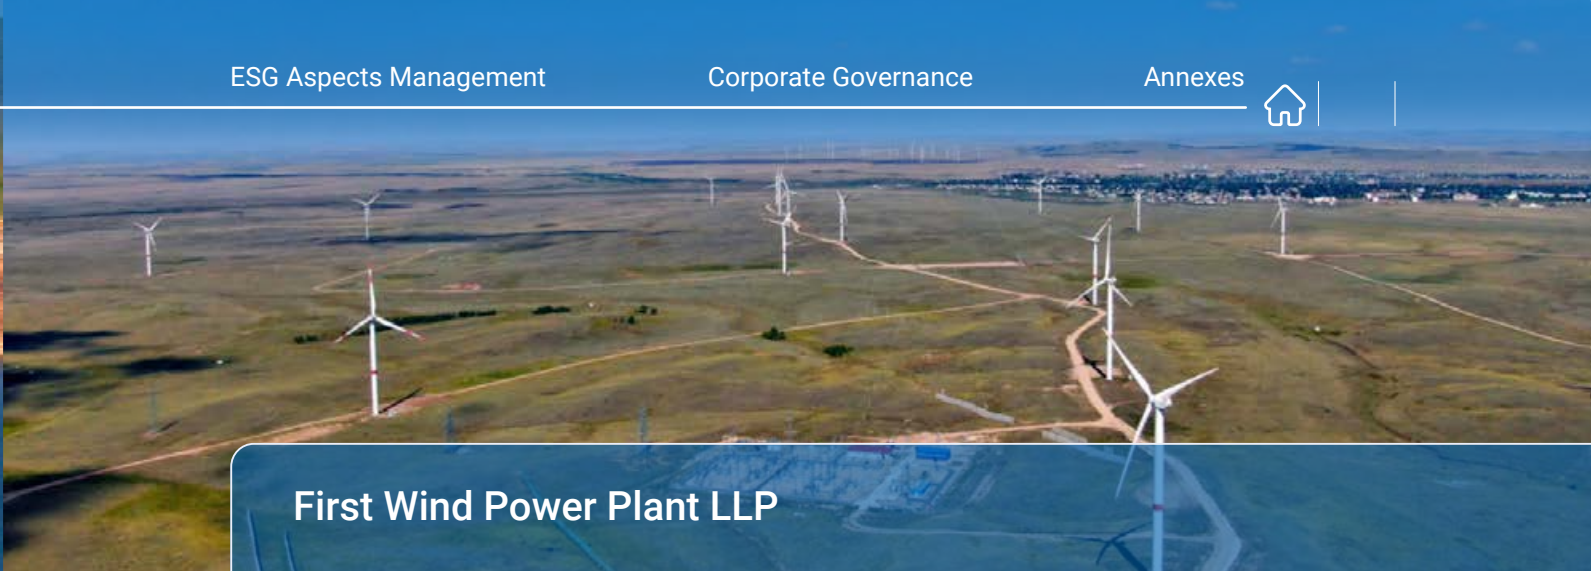 ESG Aspects Management
Corporate Governance
Annexes
First Wind Power Plant LLP